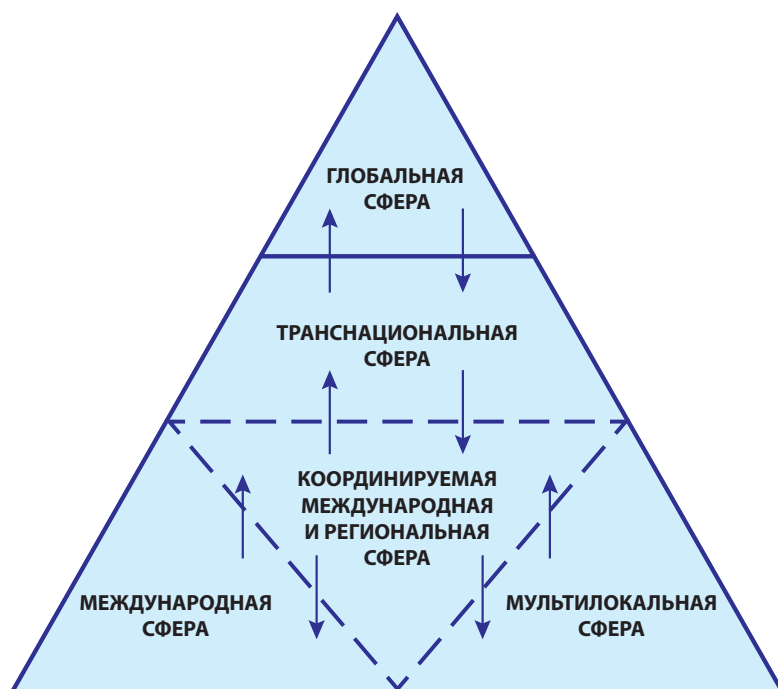 ГЛОБАЛЬНАЯ
СФЕРА
ТРАНСНАЦИОНАЛЬНАЯ
СФЕРА
КООРДИНИРУЕМАЯ
МЕЖДУНАРОДНАЯ
И РЕГИОНАЛЬНАЯ
СФЕРА
МЕЖДУНАРОДНАЯ
СФЕРА
МУЛЬТИЛОКАЛЬНАЯ
СФЕРА